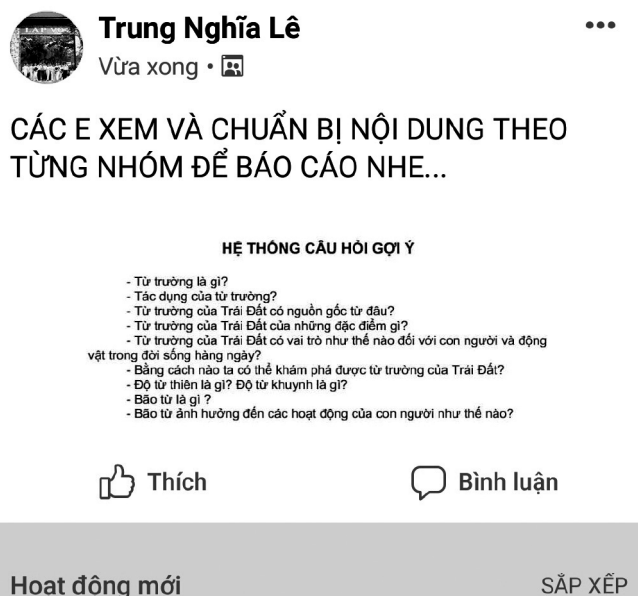 LẤP VÒ
Trung Nghĩa Lê
Vừa xong •
CÁC E XEM VÀ CHUẨN BỊ NỘI DUNG THEO
TỪNG NHÓM ĐỂ BÁO CÁO NHE...
HỆ THỐNG CÂU HỎI GỢI Ý
- Từ trường là gì?
- Tác dụng của từ trường?
- Từ trường của Trái Đất có nguồn gốc từ đâu?
- Từ trường của Trái Đất của những đặc điểm gì?
- Từ trường của Trái Đất có vai trò như thế nào đối với con người và động
vật trong đời sống hàng ngày?
- Bằng cách nào ta có thể khám phá được từ trường của Trái Đất?
- Độ từ thiên là gì? Độ từ khuynh là gì?
- Bão từ là gì ?
- Bão từ ảnh hưởng đến các hoạt động của con người như thế nào?
Thích
Bình luận
Hoạt động mới
SẮP XẾP